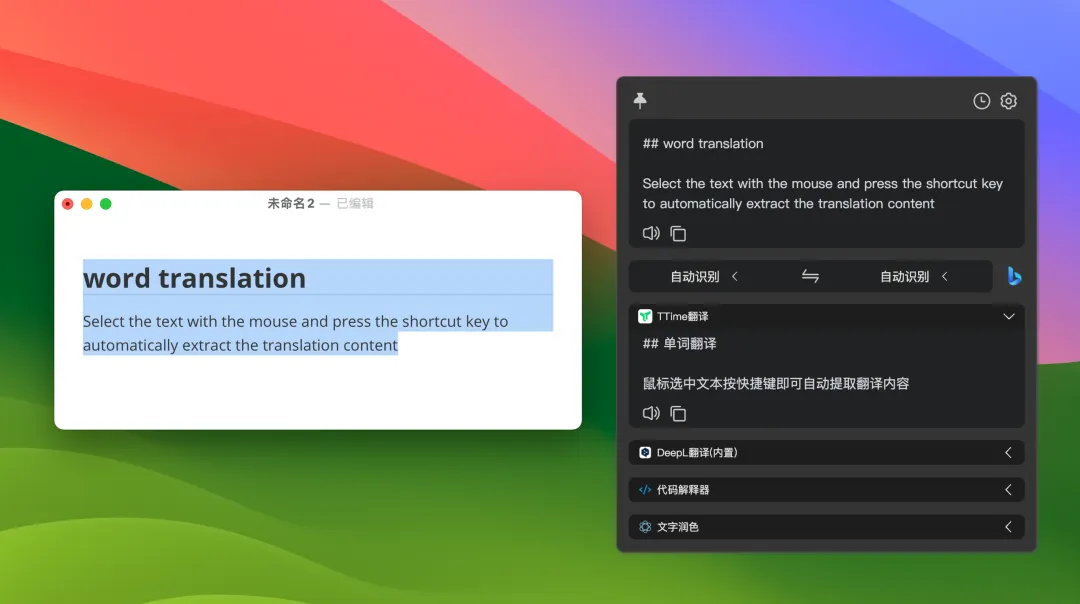 未命名2 — 已编辑
word translation
Select the text with the mouse and press the shortcut key to
automatically extract the translation content
## word translation
Select the text with the mouse and press the shortcut key
to automatically extract the translation content
自动识别
自动识别
TTime翻译
## 单词翻译
鼠标选中文本按快捷键即可自动提取翻译内容
DeepL翻译(内置)
代码解释器
文字润色